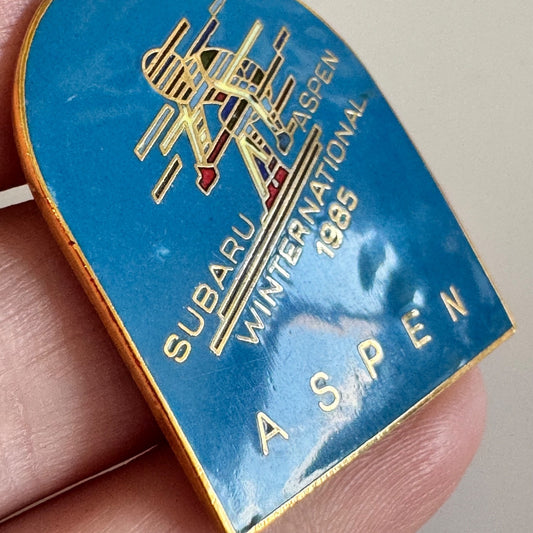 SUBARU ASPEN
WINTERNATIONAL
1985
ASPEN